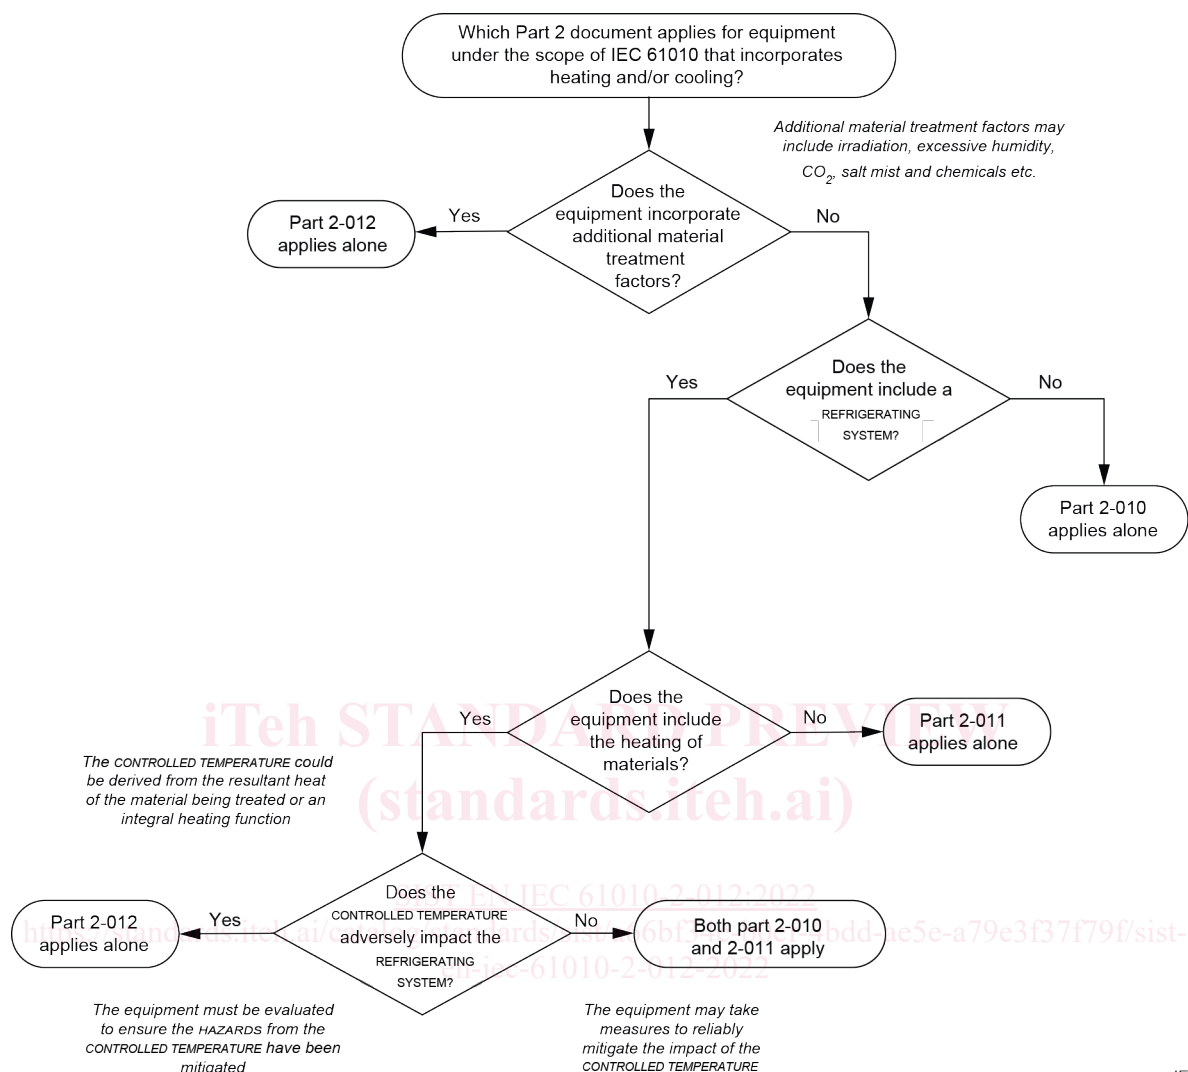 Which Part 2 document applies for equipment
under the scope of IEC 61010 that incorporates
heating and/or cooling?
Additional material treatment factors may
include irradiation, excessive humidity,
CO2, salt mist and chemicals etc.
Does the
equipment incorporate
additional material
treatment
factors?
Yes
No
Part 2-012
applies alone
Does the
equipment include a
REFRIGERATING
SYSTEM?
Yes
No
Part 2-010
applies alone
Does the
equipment include
the heating of
materials?
Yes
No
Part 2-011
applies alone
iTeh STANDARD PREVIEW
(standards.iteh.ai)
The CONTROLLED TEMPERATURE could
be derived from the resultant heat
of the material being treated or an
integral heating function
Does the
CONTROLLED TEMPERATURE
adversely impact the
REFRIGERATING
SYSTEM?
Yes
No
Part 2-012
applies alone
Both part 2-010
and 2-011 apply
SIST EN IEC 61010-2-012:2022
en-iec-61010-2-012-2022
The equipment must be evaluated
to ensure the HAZARDS from the
CONTROLLED TEMPERATURE have been
mitigated
The equipment may take
measures to reliably
mitigate the impact of the
CONTROLLED TEMPERATURE